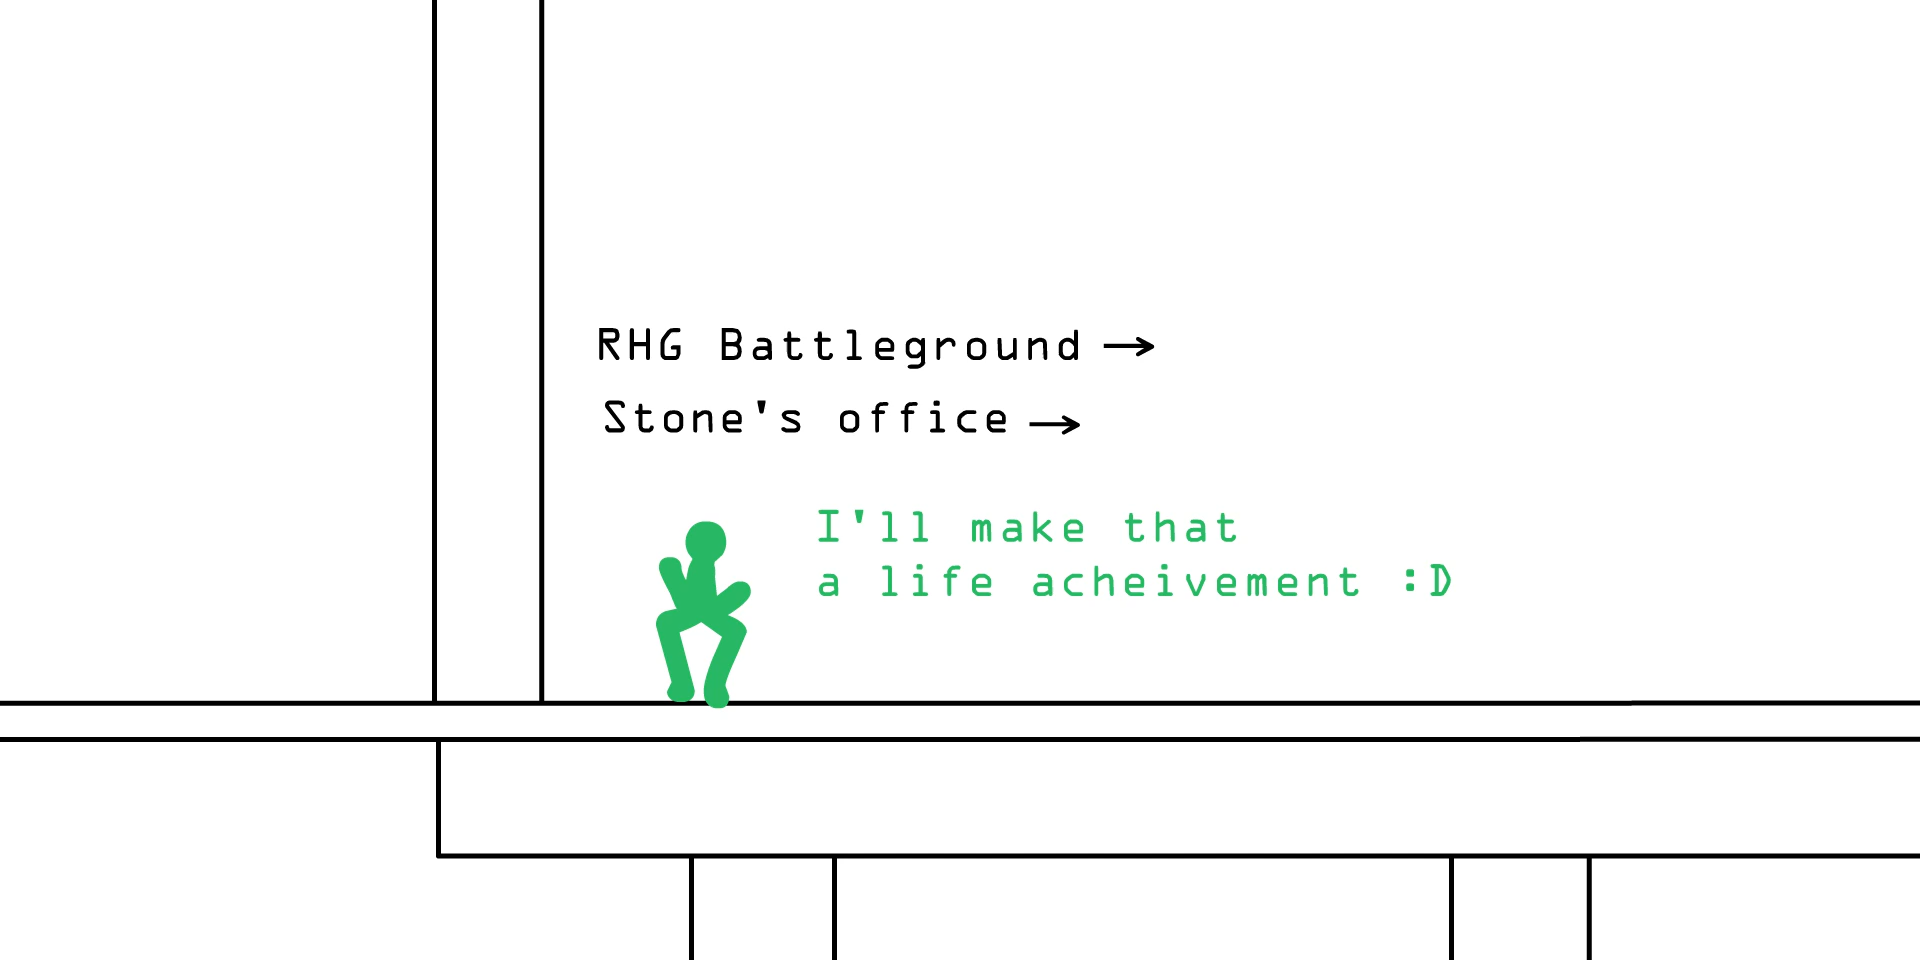 RHG Battleground →
Stone's office →
I'll make that
a life acheivement :D